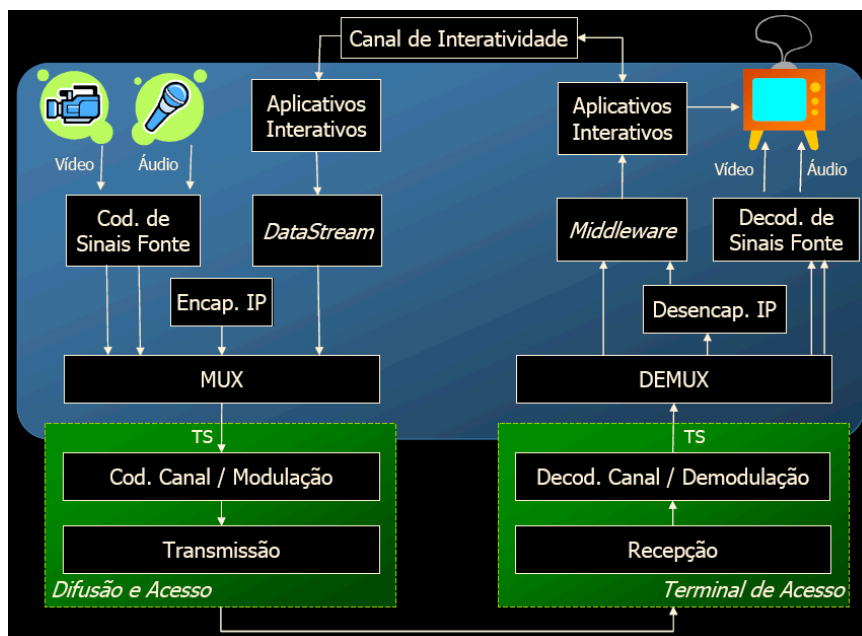 Canal de Interatividade
Aplicativos
Interativos
Aplicativos
Interativos
Vídeo
Áudio
Vídeo
Áudio
Cod. de
Sinais Fonte
DataStream
Middleware
Decod. de
Sinais Fonte
Encap. IP
Desencap. IP
MUX
DEMUX
TS
TS
Cod. Canal / Modulação
Decod. Canal / Demodulação
Transmissão
Recepção
Difusão e Acesso
Terminal de Acesso